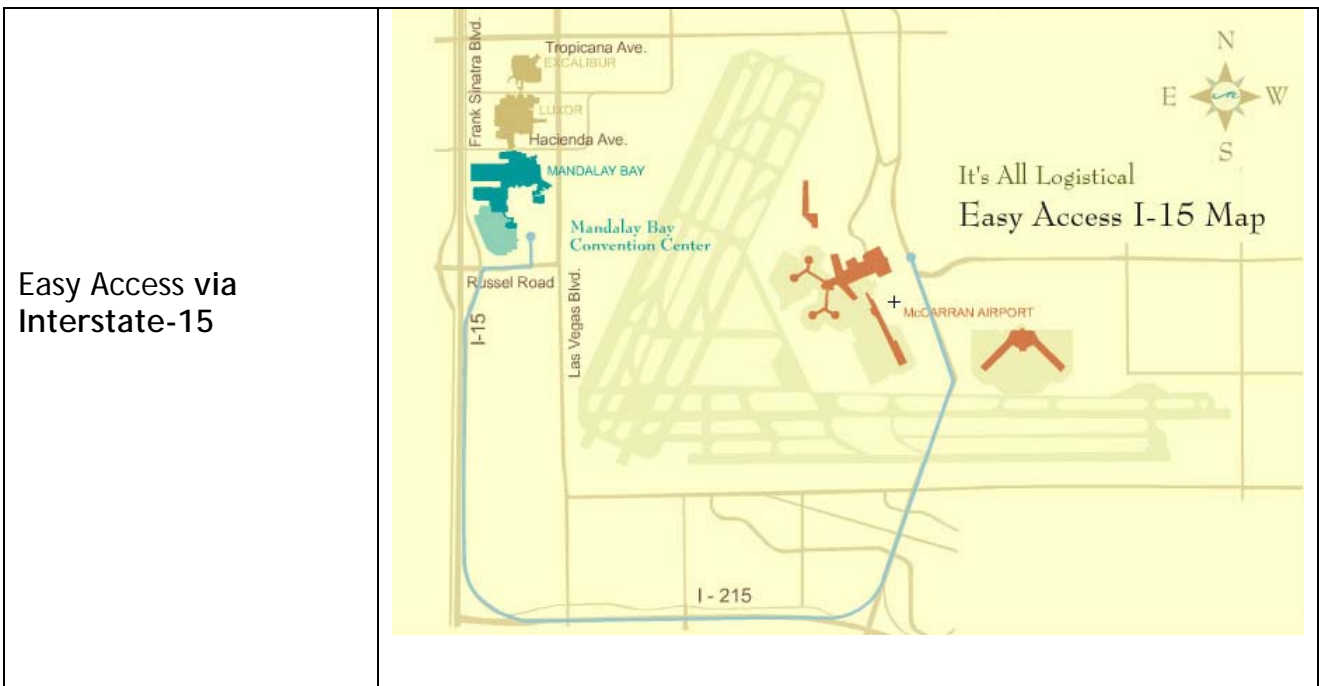 Easy Access via
Interstate-15
Frank Sinatra Blvd.
Tropicana Ave.
EXCALIBUR
LUXOR
Hacienda Ave.
MANDALAY BAY
Mandalay Bay
Convention Center
Russel Road
I-15
Las Vegas Blvd.
McCARRAN AIRPORT
I - 215
N
E
W
S
It's All Logistical
Easy Access I-15 Map